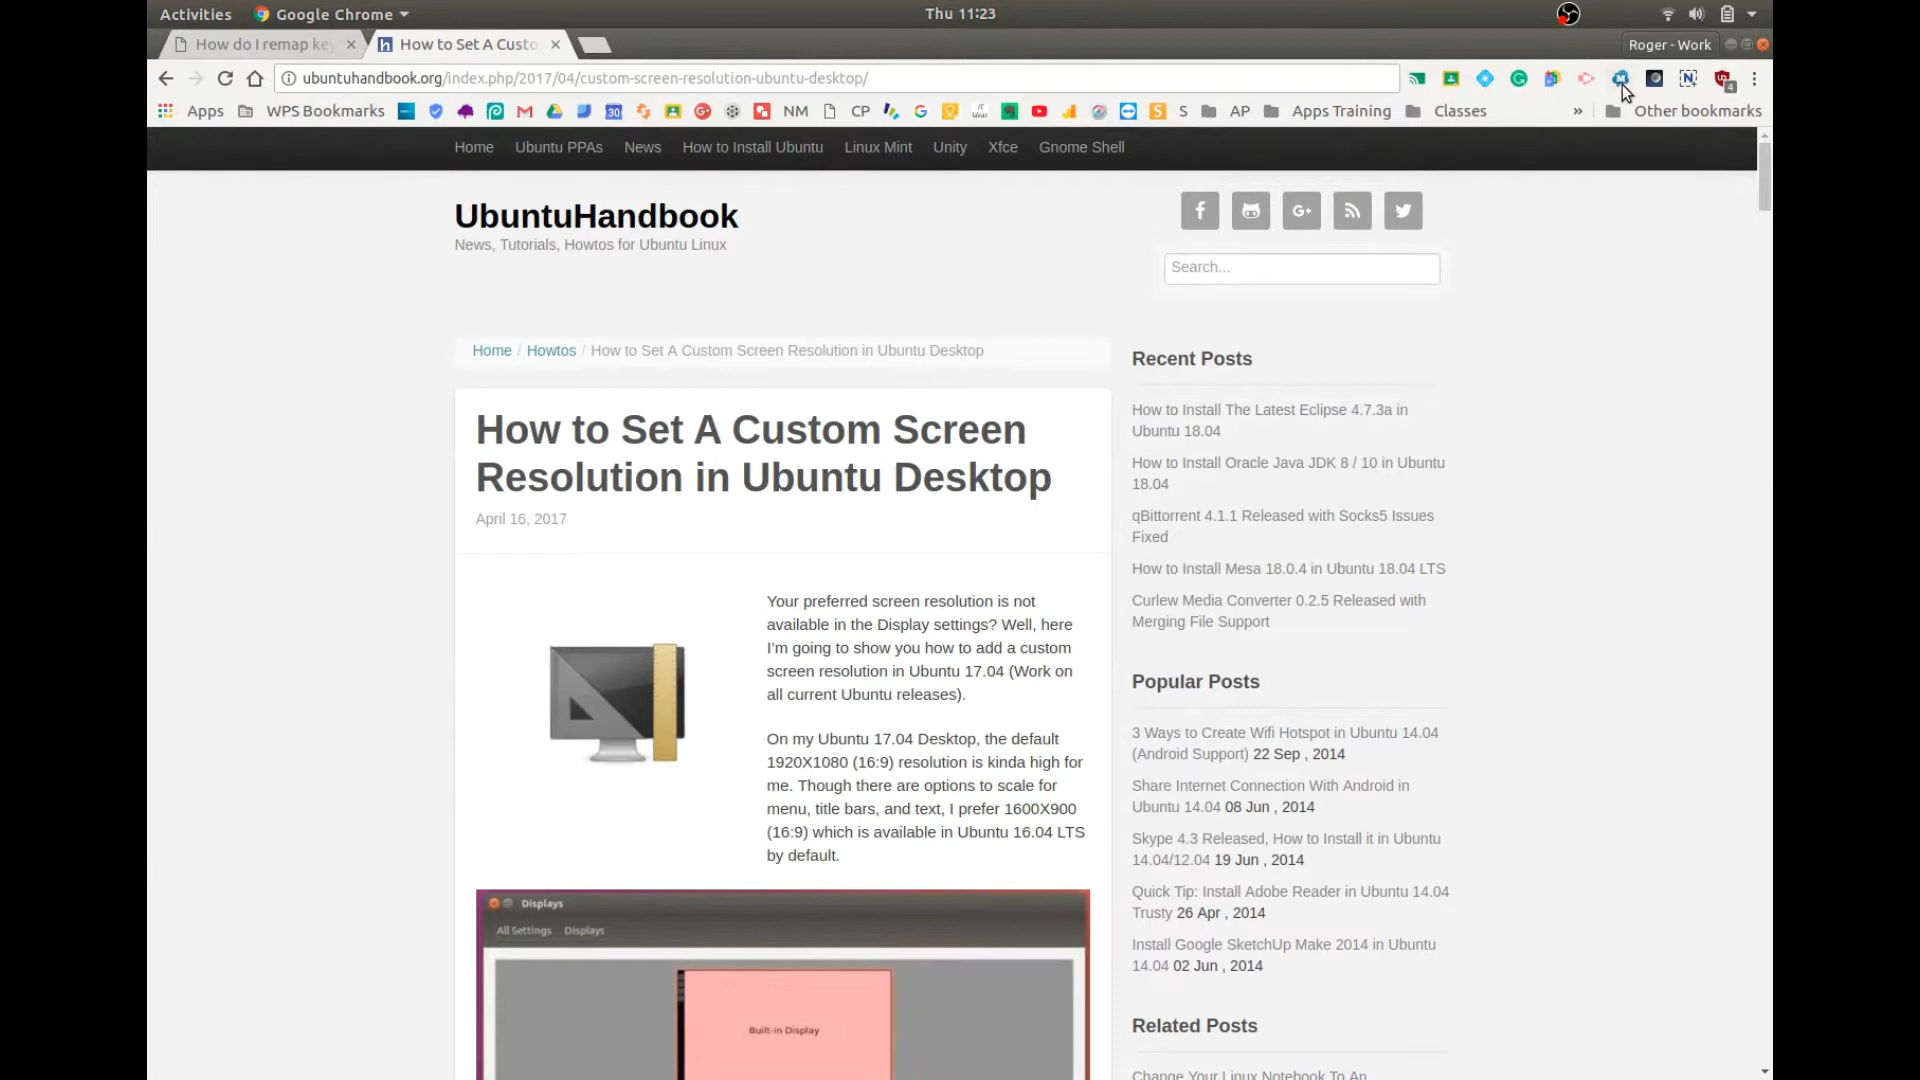 Activities Google Chrome Thu 11:23
How do I remap ke How to Set A Custo Roger - Work
ubuntuhandbook.org/index.php/2017/04/custom-screen-resolution-ubuntu-desktop/
Apps WPS Bookmarks 30 NM CP G S AP Apps Training Classes » Other bookmarks
Home Ubuntu PPAs News How to Install Ubuntu Linux Mint Unity Xfce Gnome Shell
UbuntuHandbook
News, Tutorials, Howtos for Ubuntu Linux
Search...
Home / Howtos / How to Set A Custom Screen Resolution in Ubuntu Desktop
How to Set A Custom Screen
Resolution in Ubuntu Desktop
April 16, 2017
Your preferred screen resolution is not
available in the Display settings? Well, here
I'm going to show you how to add a custom
screen resolution in Ubuntu 17.04 (Work on
all current Ubuntu releases).
On my Ubuntu 17.04 Desktop, the default
1920X1080 (16:9) resolution is kinda high for
me. Though there are options to scale for
menu, title bars, and text, I prefer 1600X900
(16:9) which is available in Ubuntu 16.04 LTS
by default.
Displays
All Settings Displays
Built-in Display
Recent Posts
How to Install The Latest Eclipse 4.7.3a in
Ubuntu 18.04
How to Install Oracle Java JDK 8 / 10 in Ubuntu
18.04
qBittorrent 4.1.1 Released with Socks5 Issues
Fixed
How to Install Mesa 18.0.4 in Ubuntu 18.04 LTS
Curlew Media Converter 0.2.5 Released with
Merging File Support
Popular Posts
3 Ways to Create Wifi Hotspot in Ubuntu 14.04
(Android Support) 22 Sep , 2014
Share Internet Connection With Android in
Ubuntu 14.04 08 Jun , 2014
Skype 4.3 Released, How to Install it in Ubuntu
14.04/12.04 19 Jun , 2014
Quick Tip: Install Adobe Reader in Ubuntu 14.04
Trusty 26 Apr , 2014
Install Google SketchUp Make 2014 in Ubuntu
14.04 02 Jun , 2014
Related Posts
Change Your Linux Notebook To An